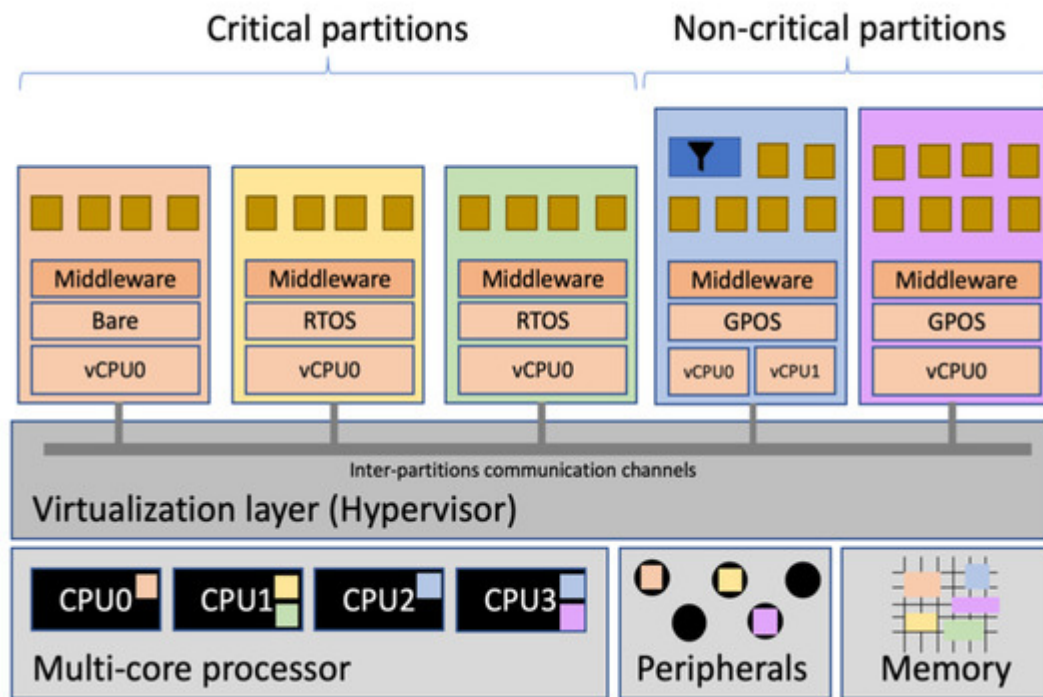 Critical partitions
Non-critical partitions
Middleware
Bare
vCPU0
Middleware
RTOS
vCPU0
Middleware
RTOS
vCPU0
Middleware
GPOS
vCPU0
vCPU1
Middleware
GPOS
vCPU0
Inter-partitions communication channels
Virtualization layer (Hypervisor)
CPU0
CPU1
CPU2
CPU3
Multi-core processor
Peripherals
Memory